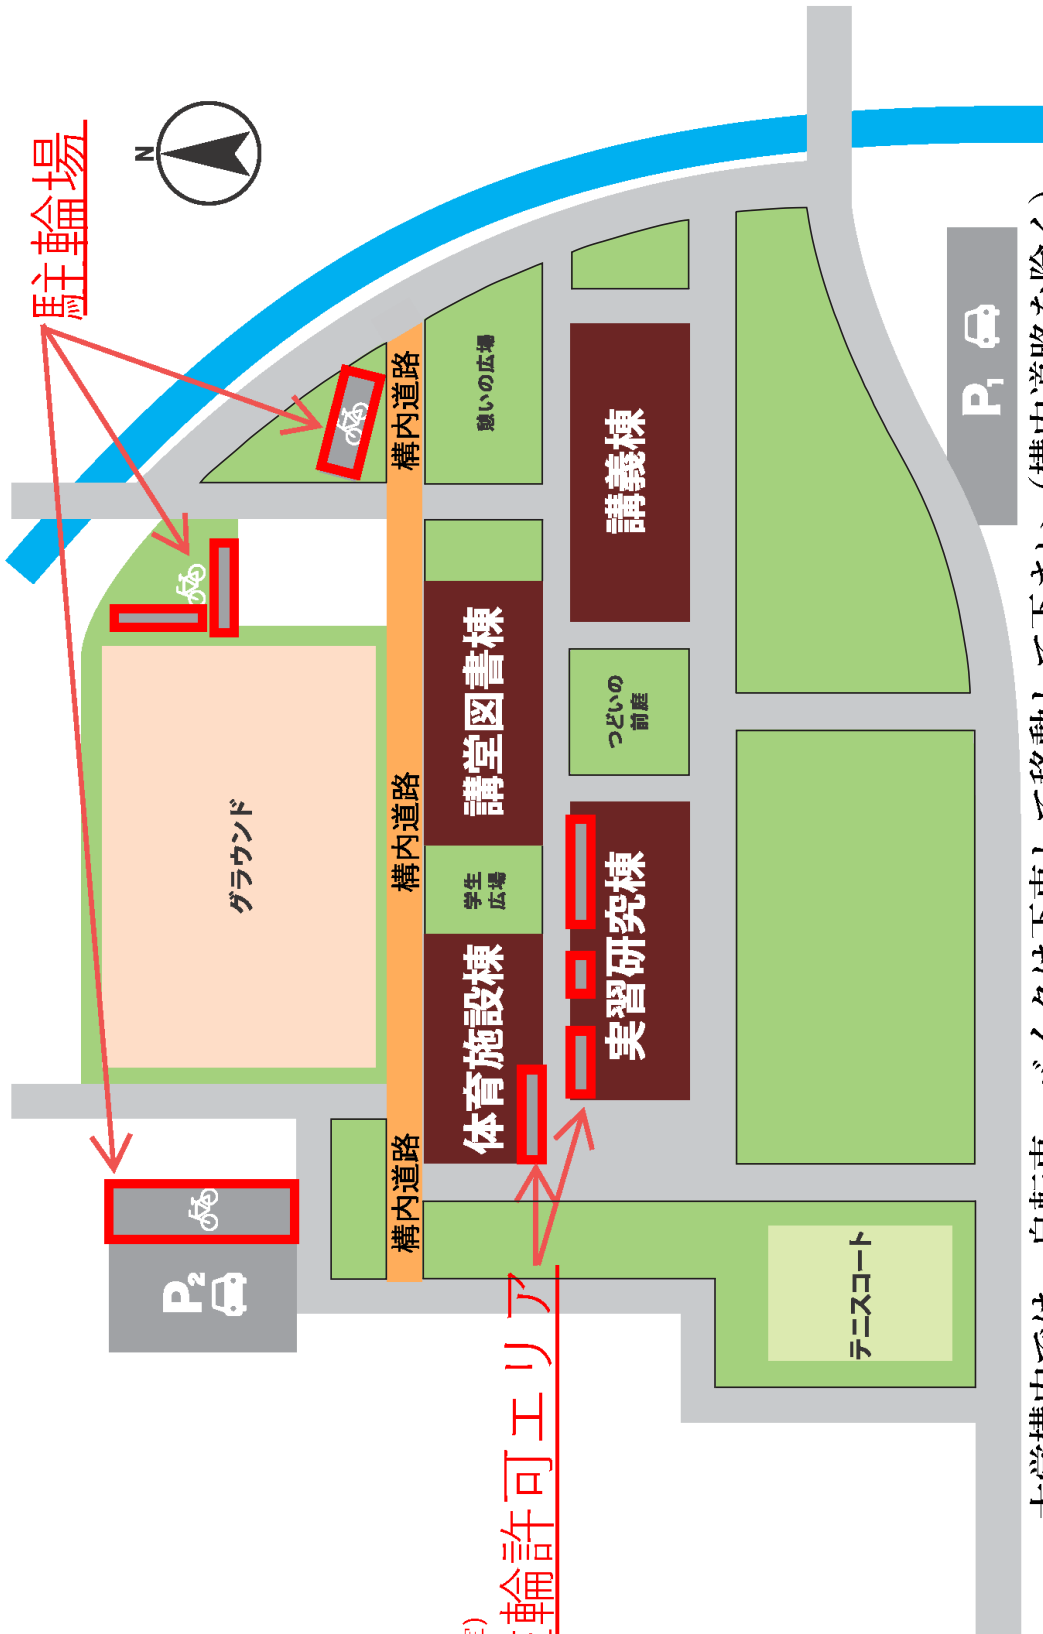 駐輪場
N
構内道路
憩いの広場
講義棟
P1
グラウンド
構内道路
講堂図書棟
つどいの
前庭
学生
広場
体育施設棟
実習研究棟
構内道路
P2
テニスコート
輪許可エリア